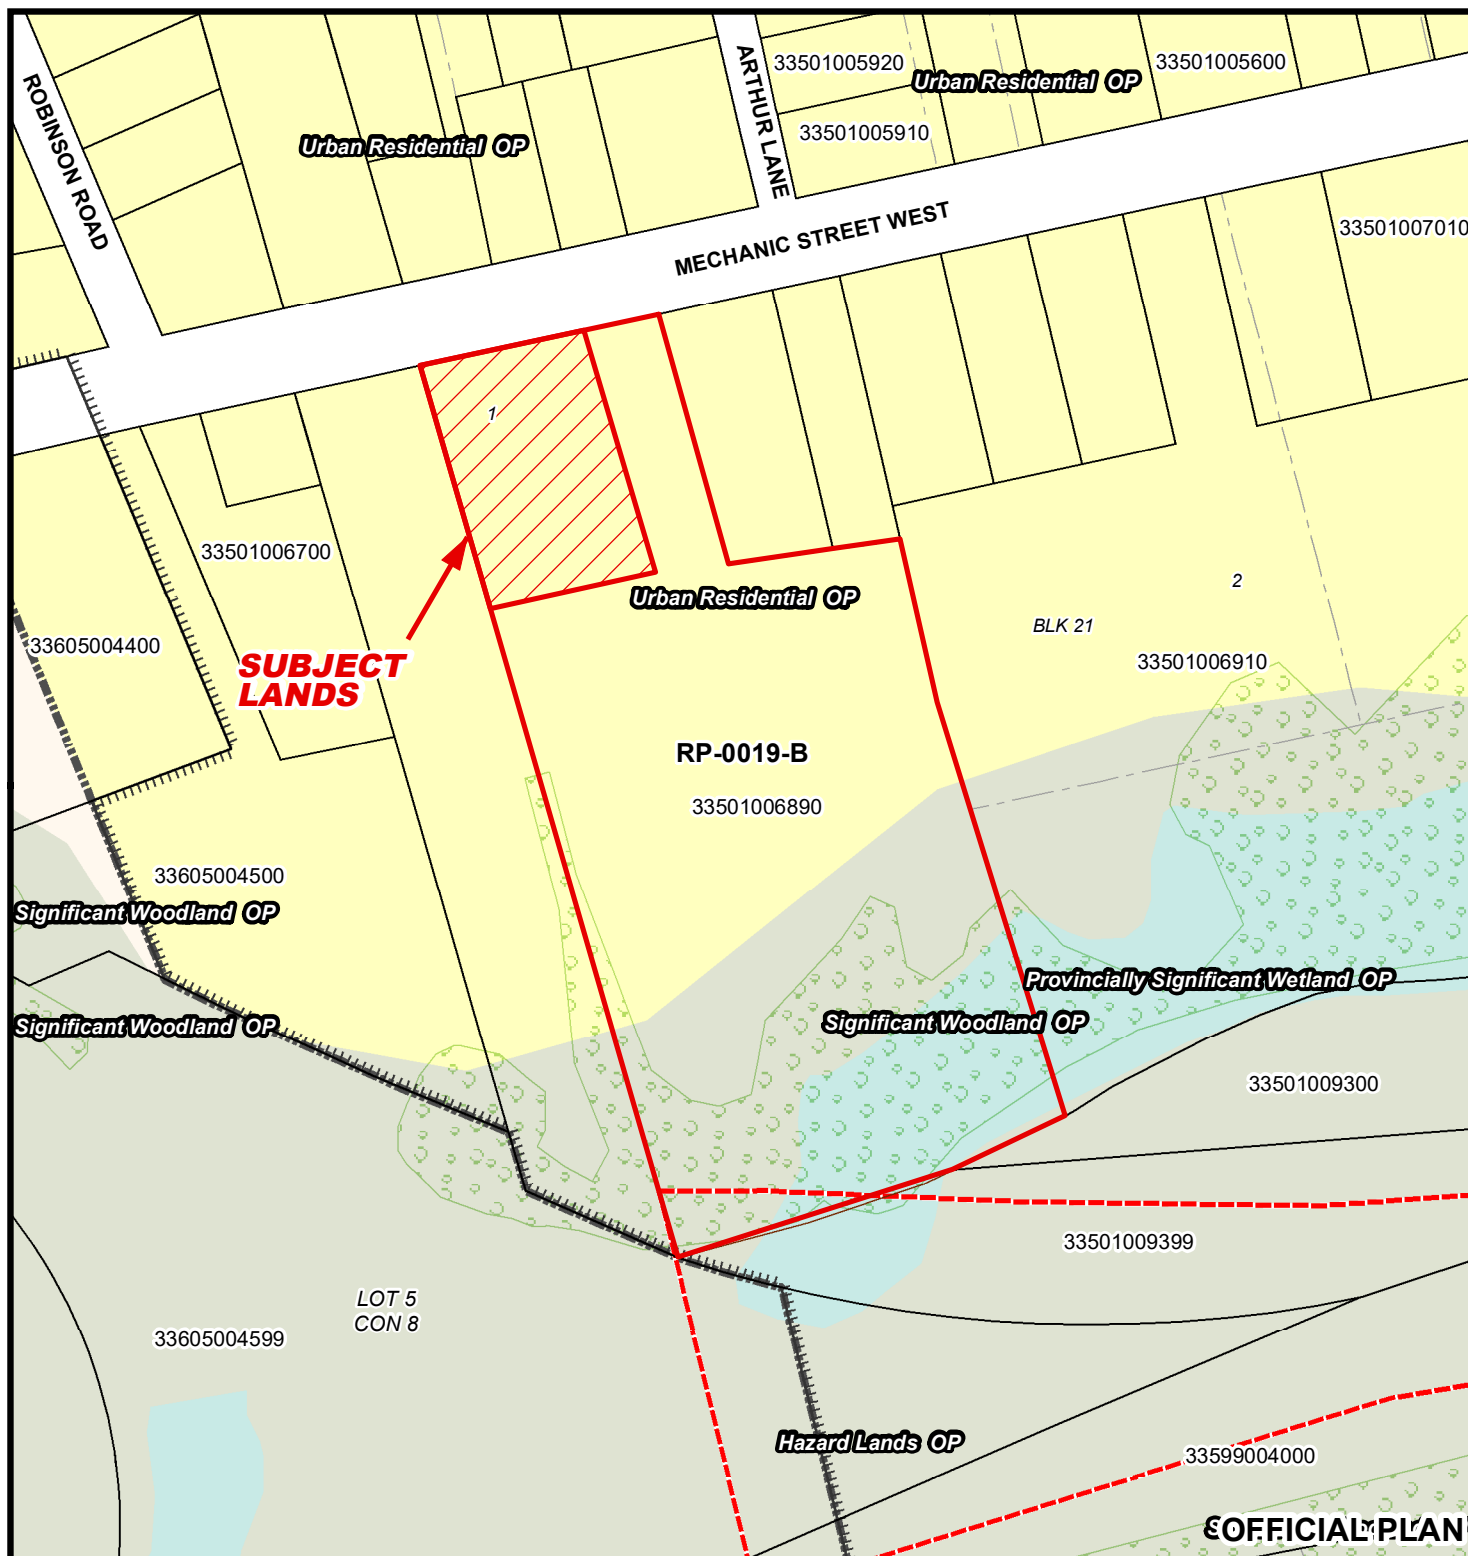 ROBINSON ROAD
ARTHUR LANE
33501005920
Urban Residential OP
33501005600
33501005910
Urban Residential OP
MECHANIC STREET WEST
33501007010
1
33501006700
2
Urban Residential OP
BLK 21
33605004400
33501006910
SUBJECT
LANDS
RP-0019-B
33501006890
33605004500
Significant Woodland OP
Provincially Significant Wetland OP
Significant Woodland OP
Significant Woodland OP
33501009300
33501009399
LOT 5
CON 8
33605004599
Hazard Lands OP
33599004000
OFFICIAL PLAN